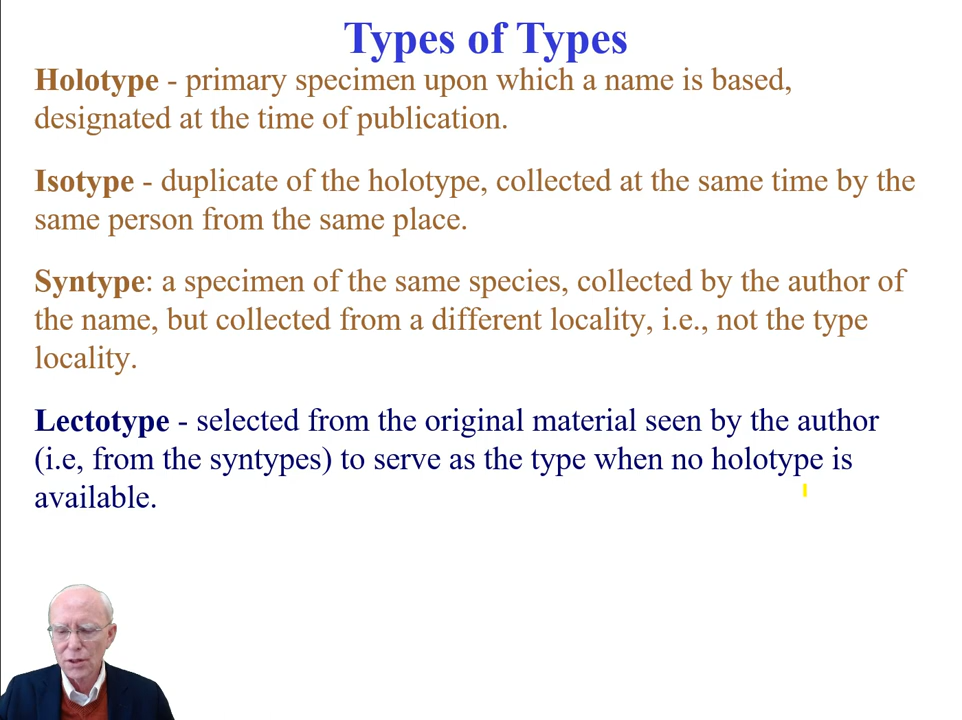 Types of Types
Holotype - primary specimen upon which a name is based,
designated at the time of publication.
Isotype - duplicate of the holotype, collected at the same time by the
same person from the same place.
Syntype: a specimen of the same species, collected by the author of
the name, but collected from a different locality, i.e., not the type
locality.
Lectotype - selected from the original material seen by the author
(i.e, from the syntypes) to serve as the type when no holotype is
available.